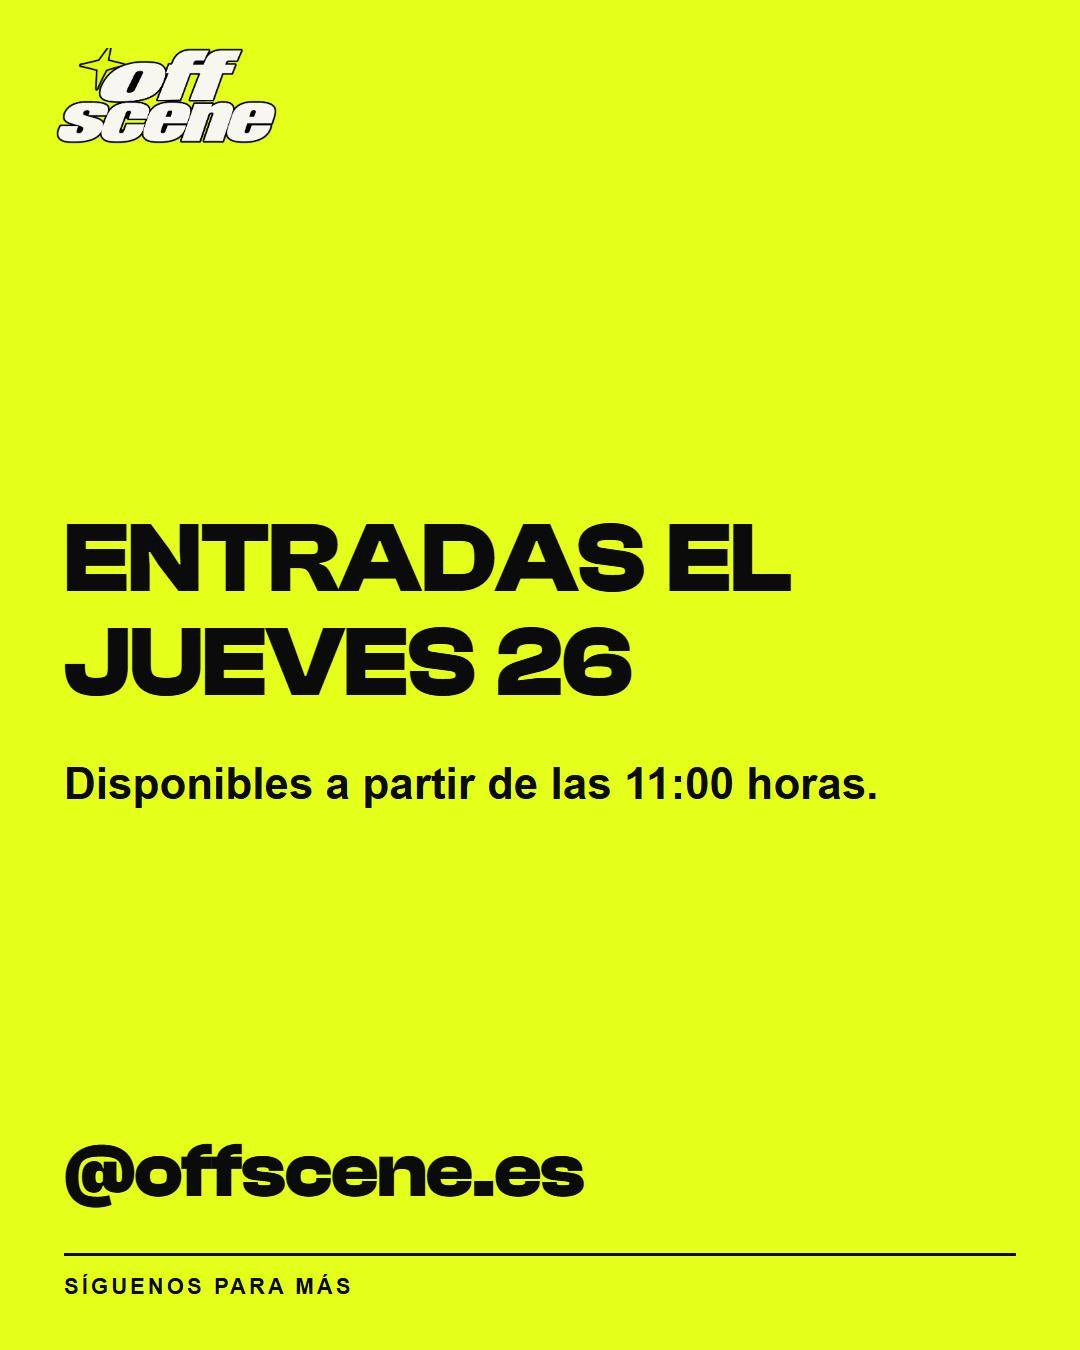 off
scene
ENTRADAS EL
JUEVES 26
Disponibles a partir de las 11:00 horas.
@offscene.es
SÍGUENOS PARA MÁS